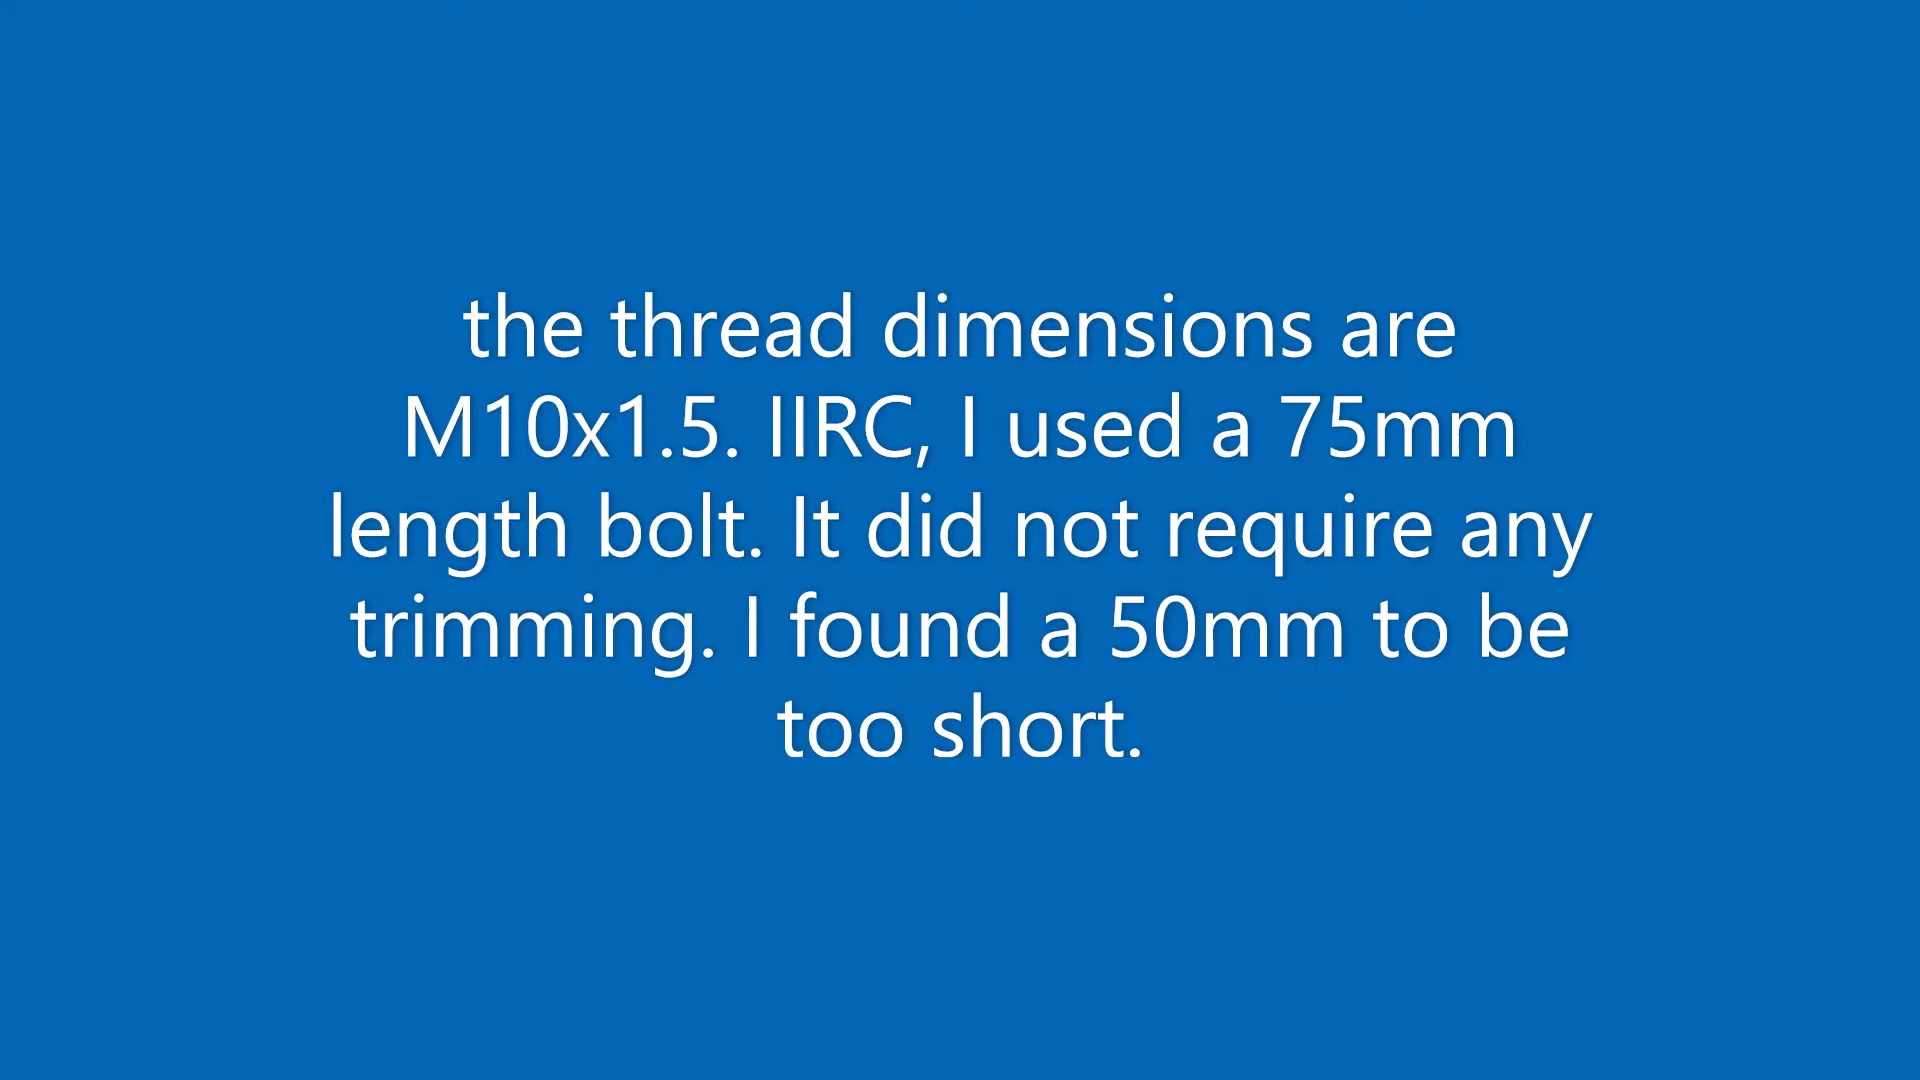 the thread dimensions are
M10x1.5. IIRC, I used a 75mm
length bolt. It did not require any
trimming. I found a 50mm to be
too short.